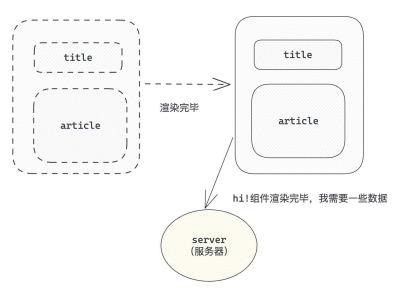 title
article
渲染完毕
title
article
hi!组件渲染完毕，我需要一些数据
server
（服务器）